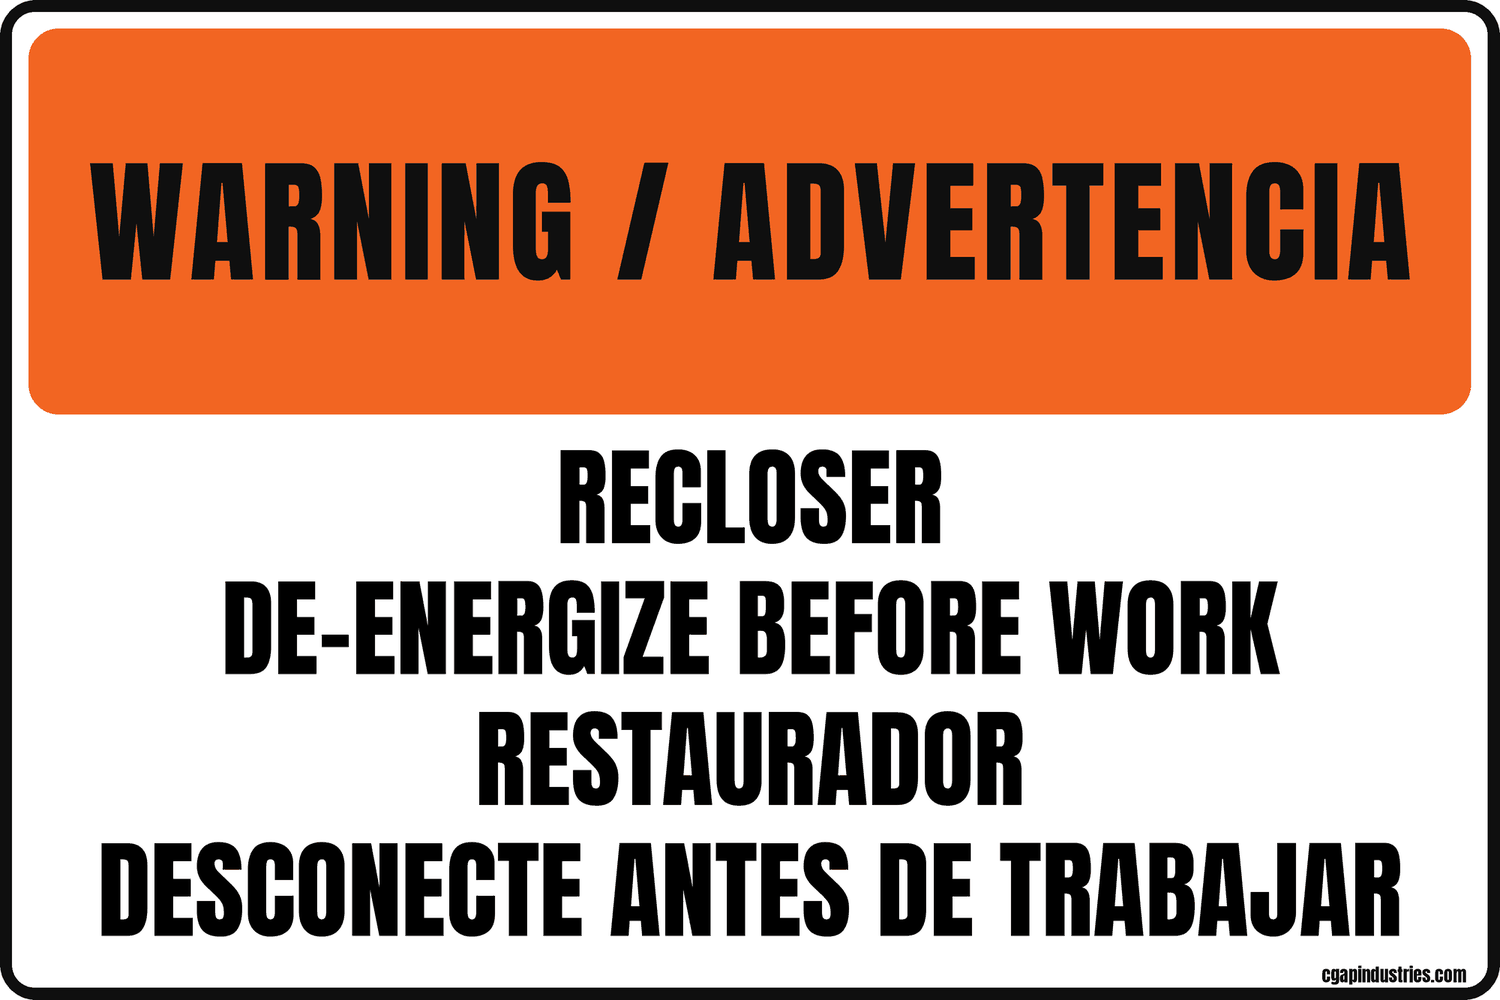 WARNING / ADVERTENCIA
RECLOSER
DE-ENERGIZE BEFORE WORK
RESTAURADOR
DESCONECTE ANTES DE TRABAJAR
cgapindustries.com